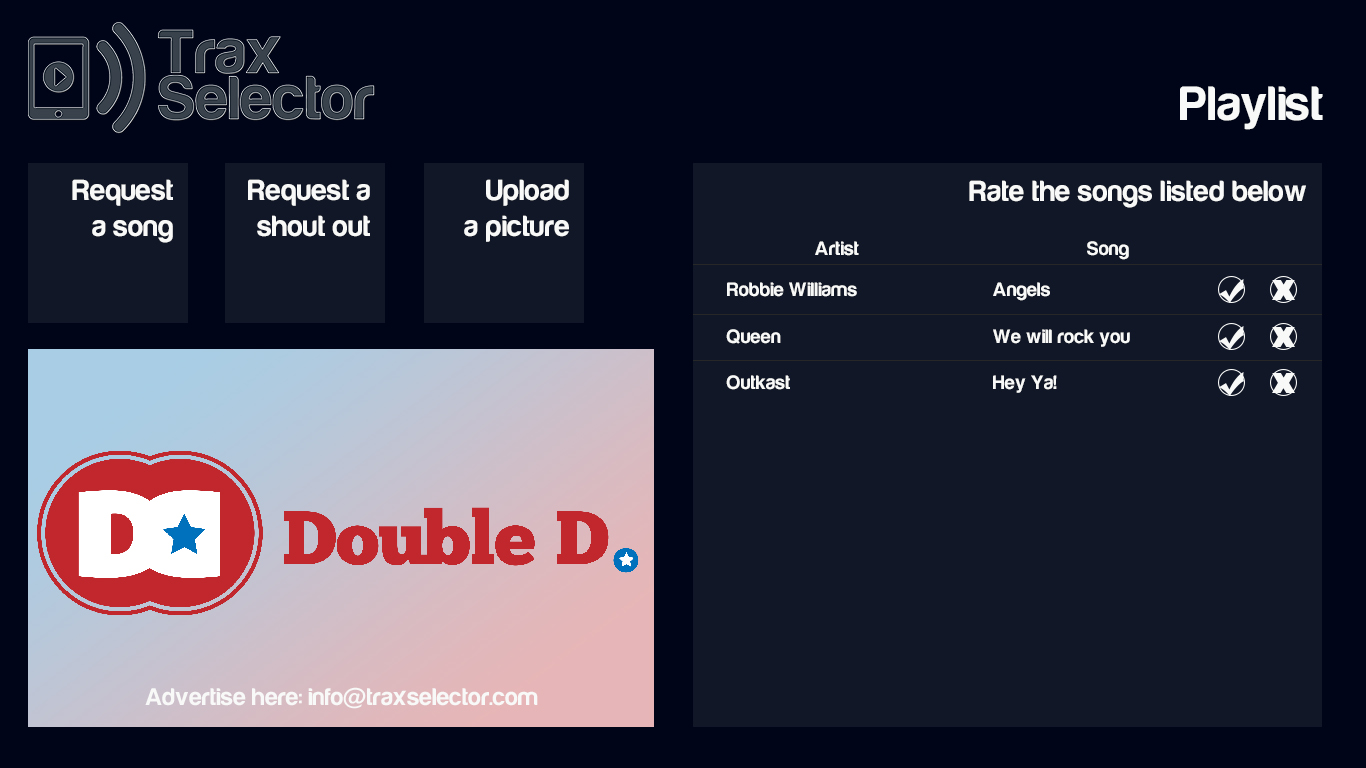 Trax
Selector
Playlist
Request
a song
Request a
shout out
Upload
a picture
Rate the songs listed below
Artist Song
Robbie Williams Angels
Queen We will rock you
Outkast Hey Ya!
DD
Double D.
Advertise here: info@traxselector.com